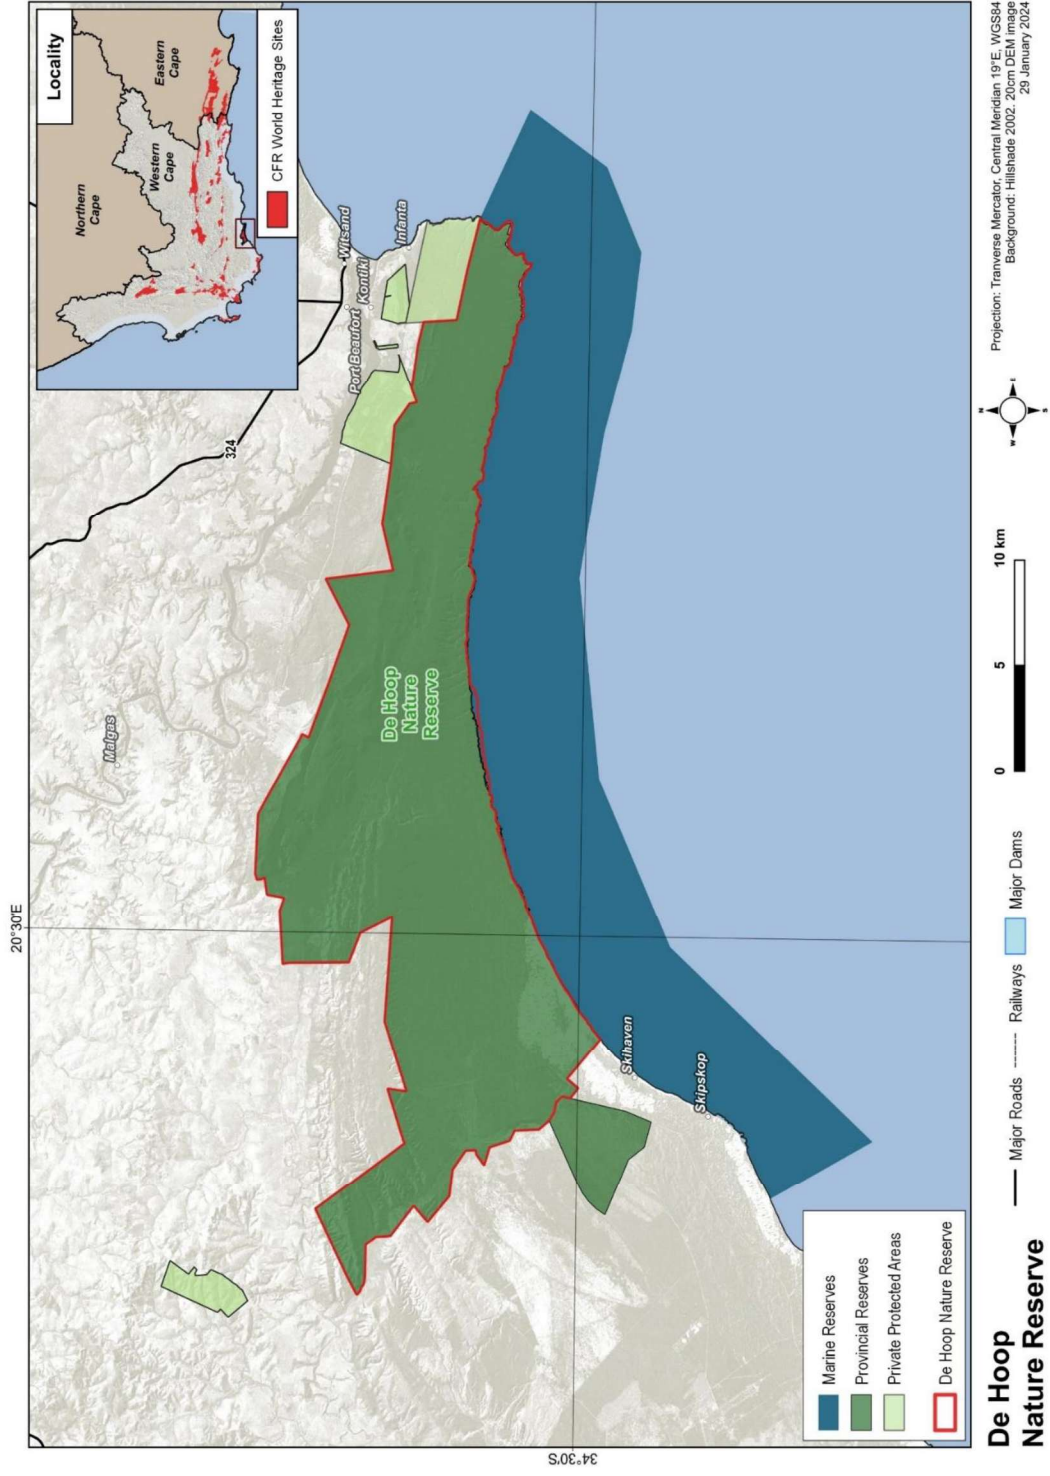 Locality
Northern
Cape
Western
Cape
Eastern
Cape
CFR World Heritage Sites
20°30'E
34°30'S
324
Malgas
Port Beaufort
Kontiki
Witsand
Infanta
De Hoop
Nature
Reserve
Skihaven
Skipskop
Marine Reserves
Provincial Reserves
Private Protected Areas
De Hoop Nature Reserve
De Hoop
Nature Reserve
Major Roads
Railways
Major Dams
0 5 10 km
N
W E
S
Projection: Tranverse Mercator, Central Meridian 19°E, WGS84
Background: Hillshade 2002. 20cm DEM image
29 January 2024